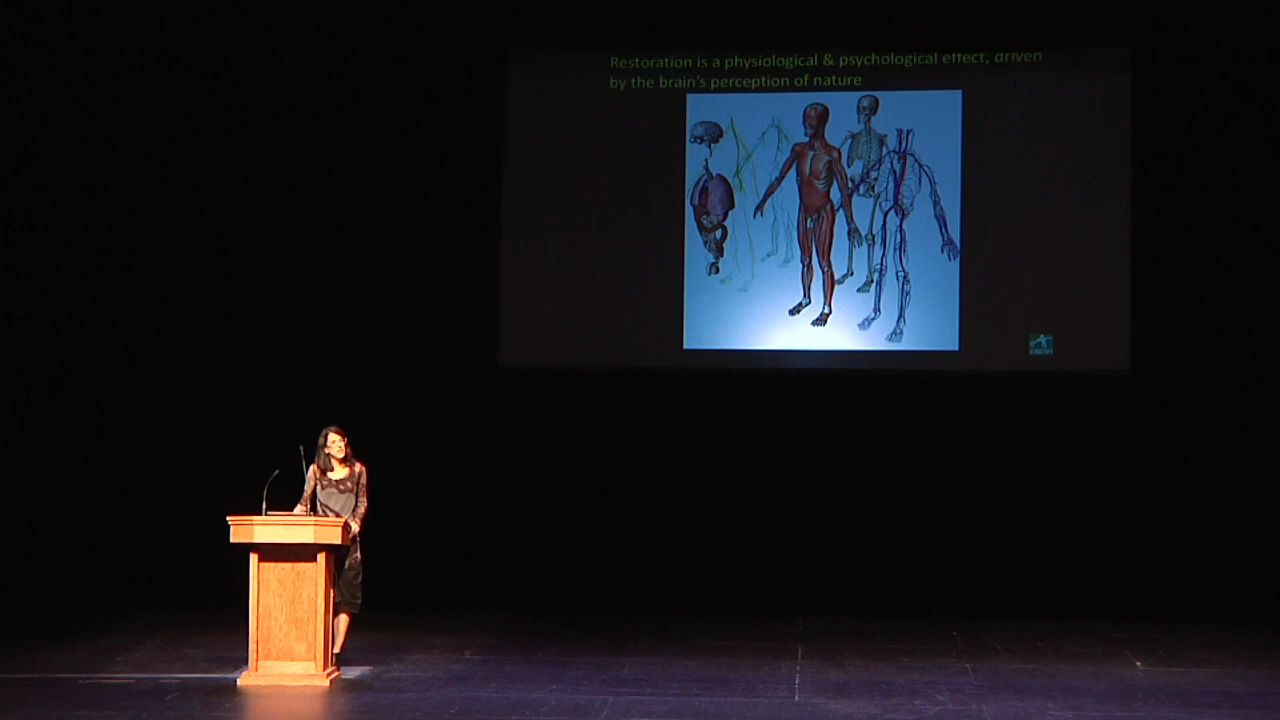 Restoration is a physiological & psychological effect, driven
by the brain's perception of nature